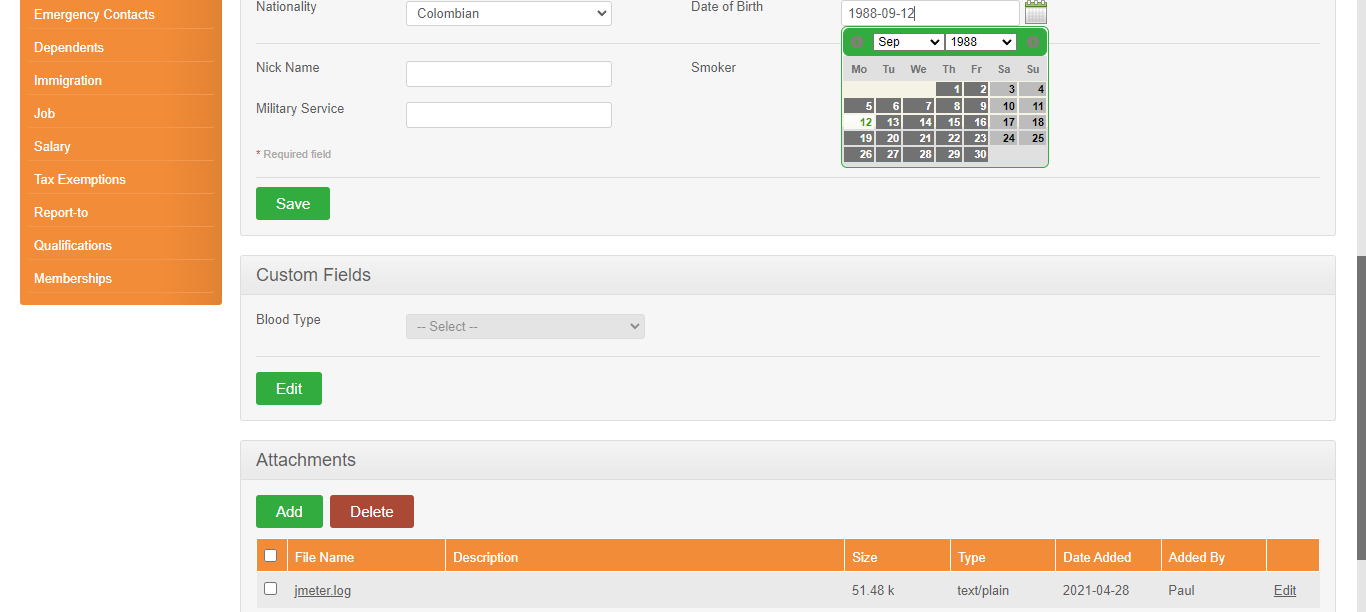 Emergency Contacts
Dependents
Immigration
Job
Salary
Tax Exemptions
Report-to
Qualifications
Memberships
Nationality Colombian Date of Birth 1988-09-12
Sep 1988
Mo Tu We Th Fr Sa Su
1 2 3 4
5 6 7 8 9 10 11
12 13 14 15 16 17 18
19 20 21 22 23 24 25
26 27 28 29 30
Nick Name Smoker
Military Service
* Required field
Save
Custom Fields
Blood Type -- Select --
Edit
Attachments
Add Delete
File Name Description Size Type Date Added Added By
jmeter.log 51.48 k text/plain 2021-04-28 Paul Edit